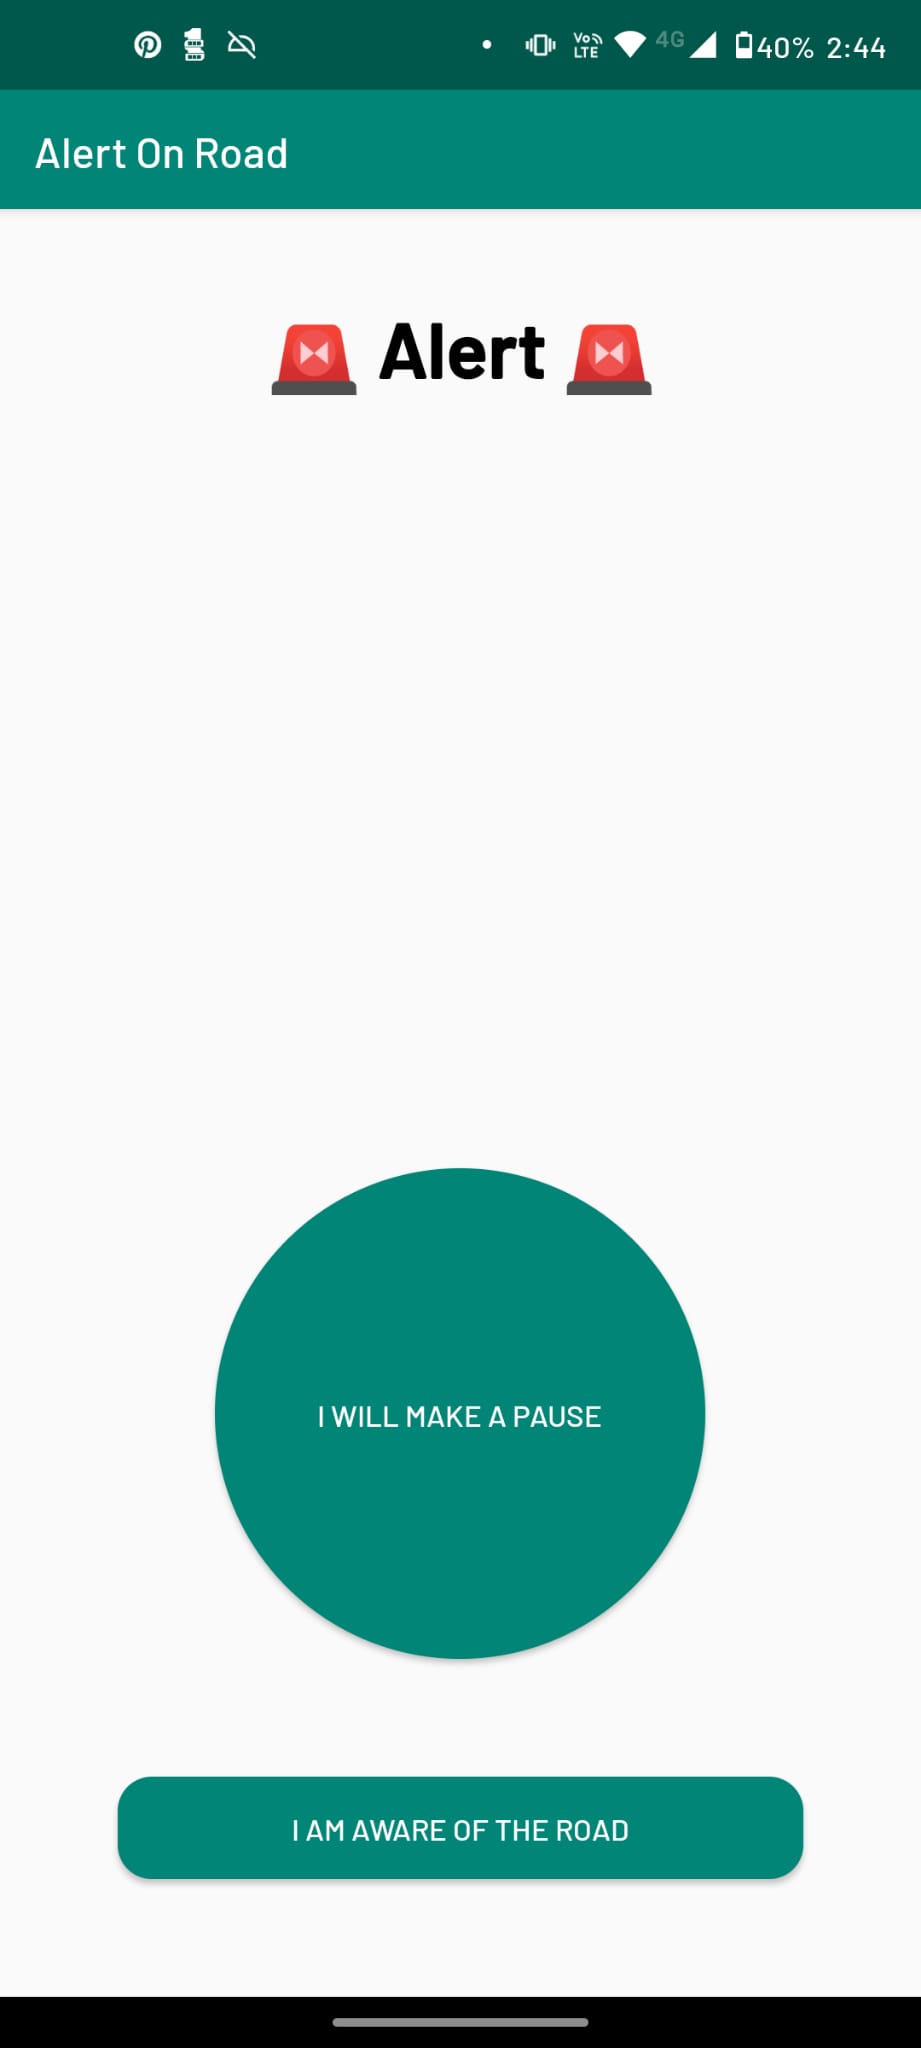 Vo LTE 4G 40% 2:44
Alert On Road
🚨 Alert 🚨
I WILL MAKE A PAUSE
I AM AWARE OF THE ROAD